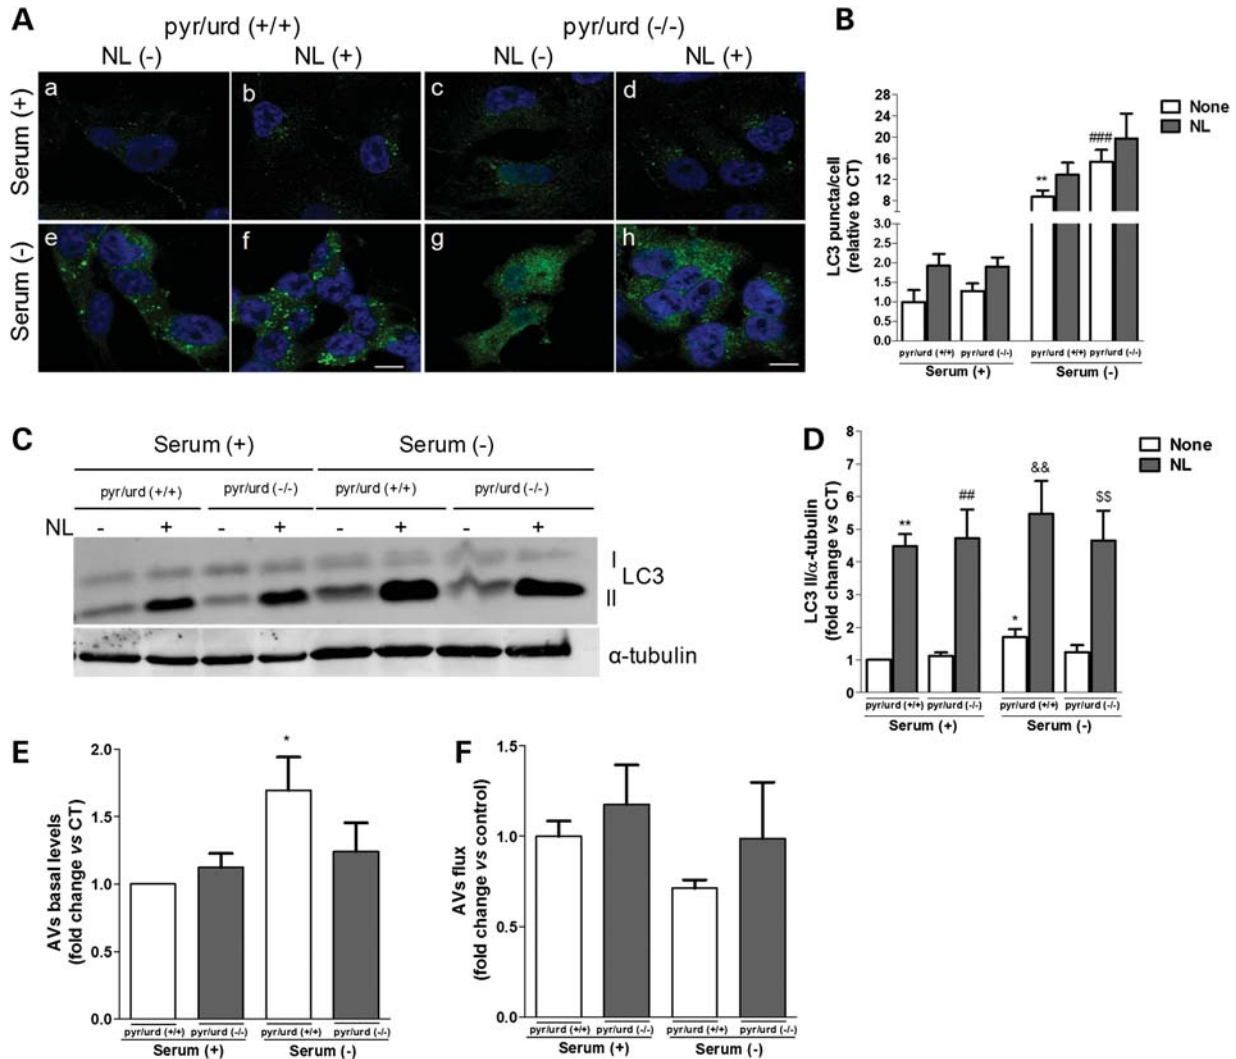 A
pyr/urd (+/+)
pyr/urd (-/-)
NL (-)
NL (+)
NL (-)
NL (+)
Serum (+)
a
b
c
d
Serum (-)
e
f
g
h
B
LC3 puncta/cell
(relative to CT)
28
24
20
16
12
8
3.0
2.5
2.0
1.5
1.0
0.5
0.0
**
###
None
NL
pyr/urd (+/+)
pyr/urd (-/-)
pyr/urd (+/+)
pyr/urd (-/-)
Serum (+)
Serum (-)
C
Serum (+)
Serum (-)
pyr/urd (+/+)
pyr/urd (-/-)
pyr/urd (+/+)
pyr/urd (-/-)
NL - + - + - + - +
I
LC3
II
α-tubulin
D
LC3 II/α-tubulin
(fold change vs CT)
8
7
6
5
4
3
2
1
0
**
##
*
&&
$$
None
NL
pyr/urd (+/+)
pyr/urd (-/-)
pyr/urd (+/+)
pyr/urd (-/-)
Serum (+)
Serum (-)
E
AVs basal levels
(fold change vs CT)
2.0
1.5
1.0
0.5
0.0
*
pyr/urd (+/+)
pyr/urd (-/-)
pyr/urd (+/+)
pyr/urd (-/-)
Serum (+)
Serum (-)
F
AVs flux
(fold change vs control)
1.5
1.0
0.5
0.0
pyr/urd (+/+)
pyr/urd (-/-)
pyr/urd (+/+)
pyr/urd (-/-)
Serum (+)
Serum (-)